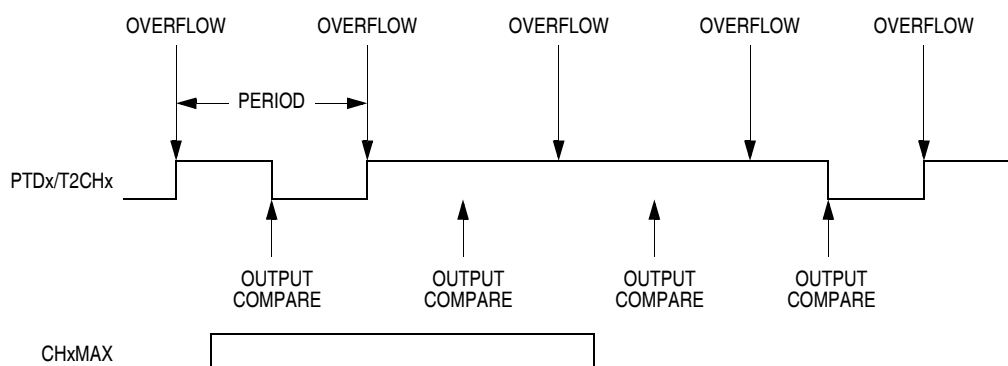 OVERFLOW OVERFLOW OVERFLOW OVERFLOW OVERFLOW
PERIOD
PTDx/T2CHx
OUTPUT OUTPUT OUTPUT OUTPUT
COMPARE COMPARE COMPARE COMPARE
CHxMAX